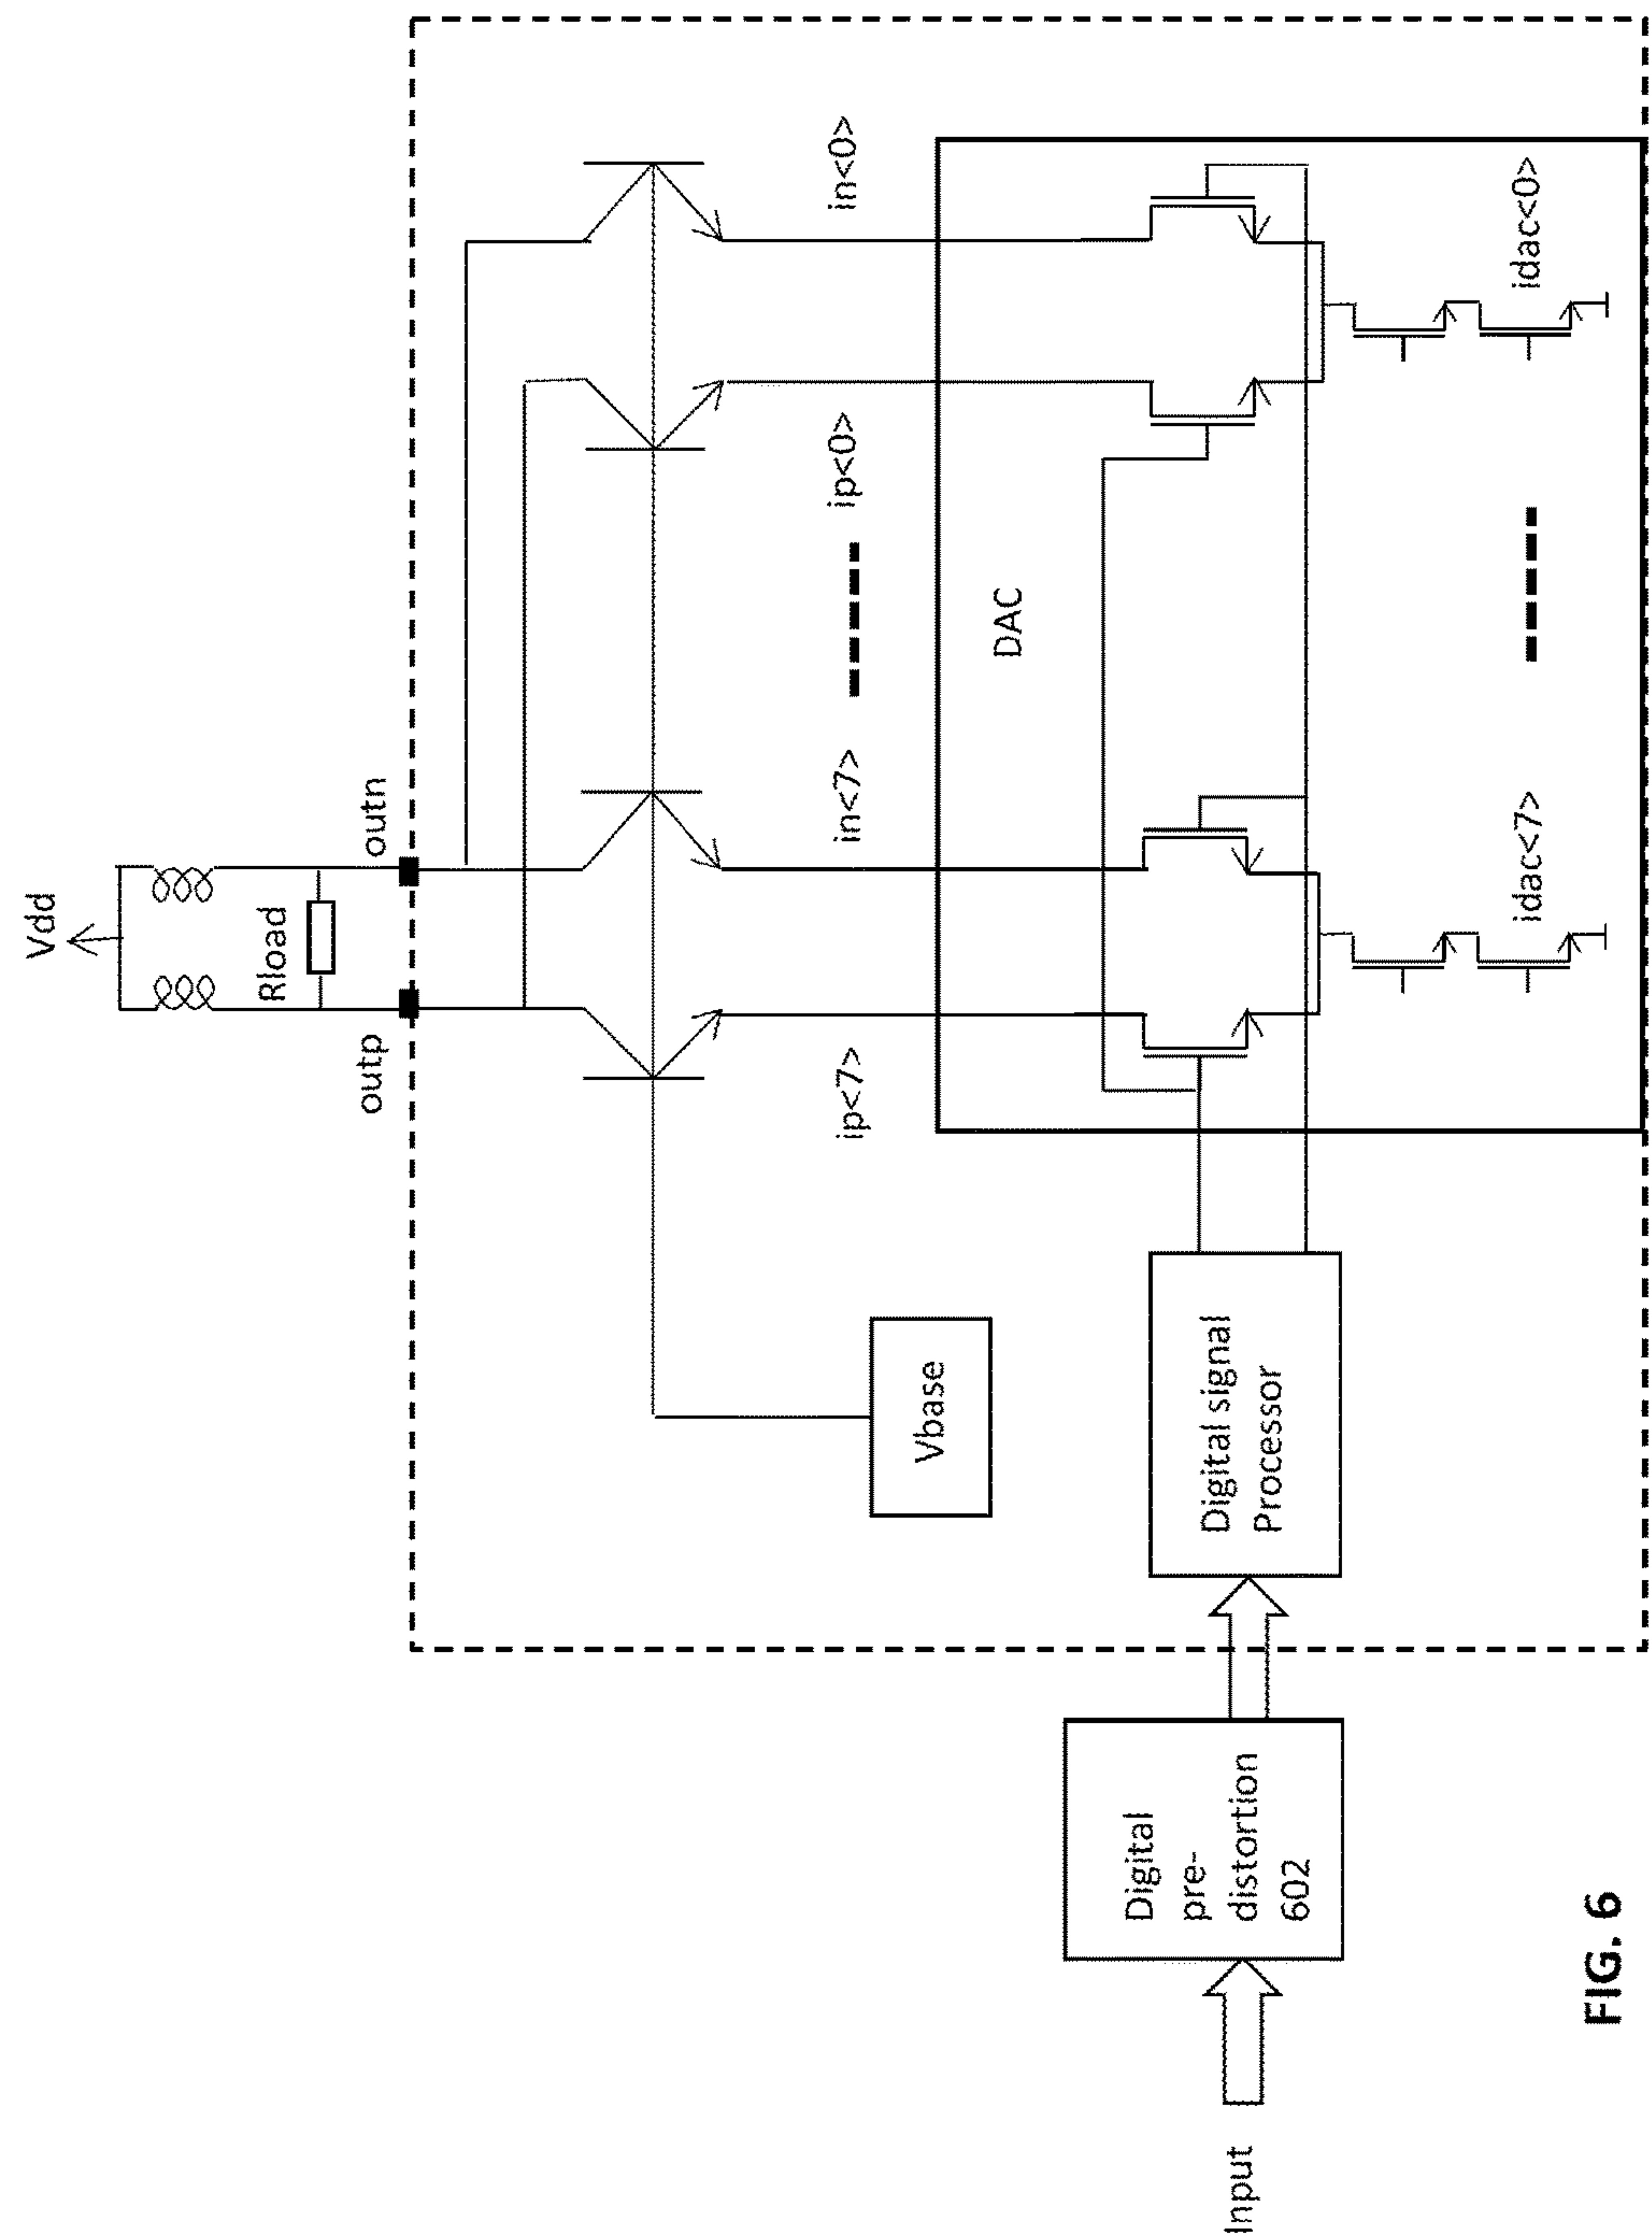 Vdd
Rload
outp
outn
ip<7>
in<7>
ip<0>
in<0>
Vbase
DAC
Input
Digital
pre-
distortion
602
Digital signal
Processor
idac<7>
idac<0>
FIG. 6